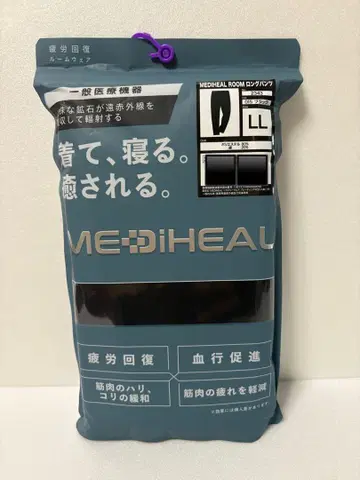 疲労回復
ルームウェア
一般医療機器
な鉱石が遠赤外線を
収して輻射する
着て、寝る。
癒される。
MEDiHEAL
MEDIHEAL ROOM ロングパンツ
LL
疲労回復
血行促進
筋肉のハリ、
コリの緩和
筋肉の疲れを軽減